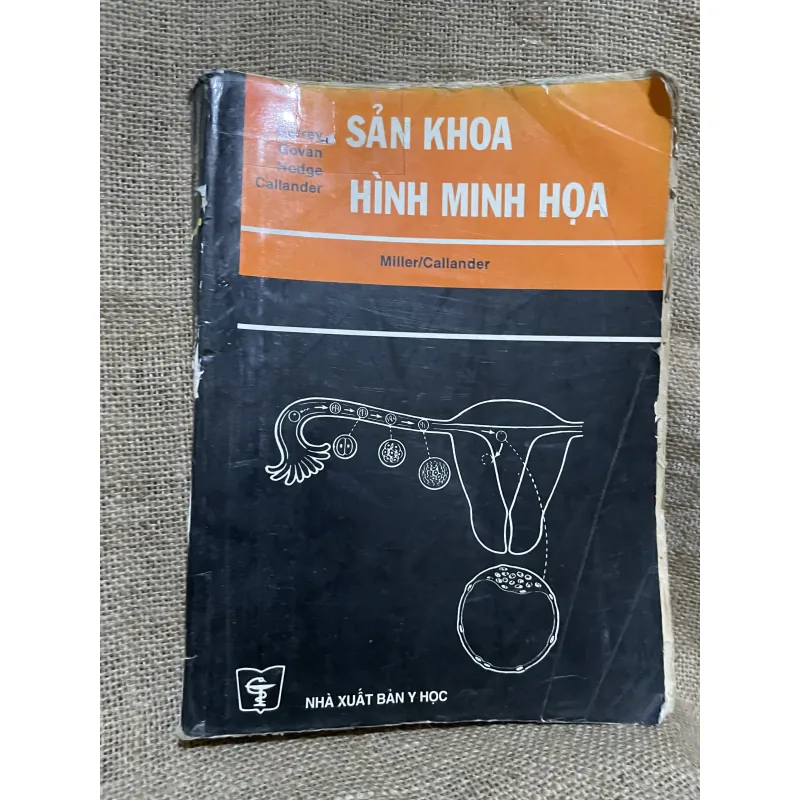 SẢN KHOA
HÌNH MINH HỌA
Govan
Hodge
Callander
Miller/Callander
NHÀ XUẤT BẢN Y HỌC